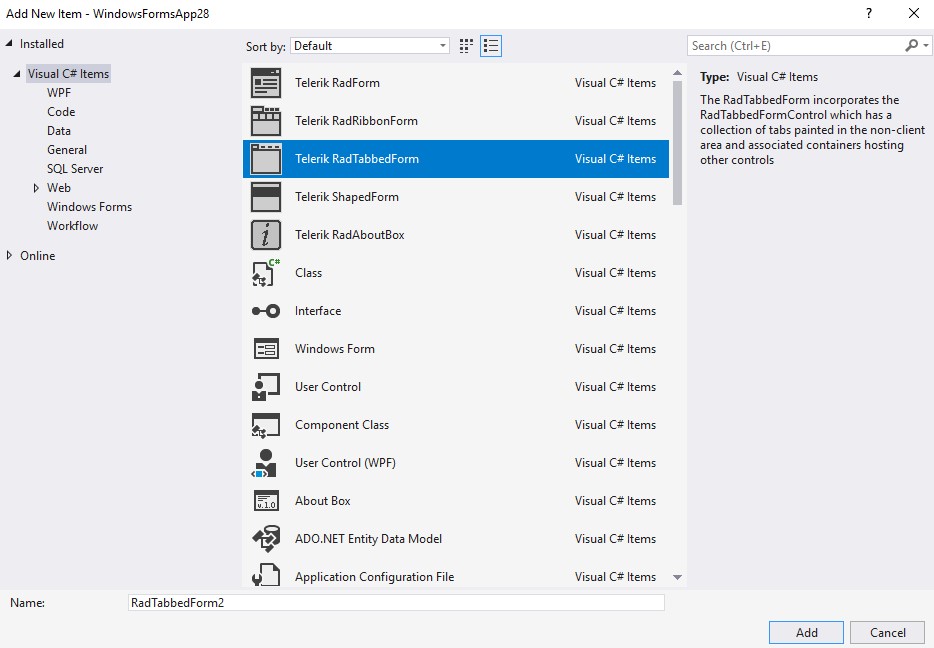 Add New Item - WindowsFormsApp28
?
Installed
Sort by: Default
Search (Ctrl+E)
Visual C# Items
WPF
Code
Data
General
SQL Server
Web
Windows Forms
Workflow
Online
Telerik RadForm Visual C# Items
Telerik RadRibbonForm Visual C# Items
Telerik RadTabbedForm Visual C# Items
Telerik ShapedForm Visual C# Items
i
Telerik RadAboutBox Visual C# Items
C#
Class Visual C# Items
Interface Visual C# Items
Windows Form Visual C# Items
User Control Visual C# Items
Component Class Visual C# Items
User Control (WPF) Visual C# Items
v.1.0
About Box Visual C# Items
ADO.NET Entity Data Model Visual C# Items
Application Configuration File Visual C# Items
Type: Visual C# Items
The RadTabbedForm incorporates the
RadTabbedFormControl which has a
collection of tabs painted in the non-client
area and associated containers hosting
other controls
Name: RadTabbedForm2
Add
Cancel